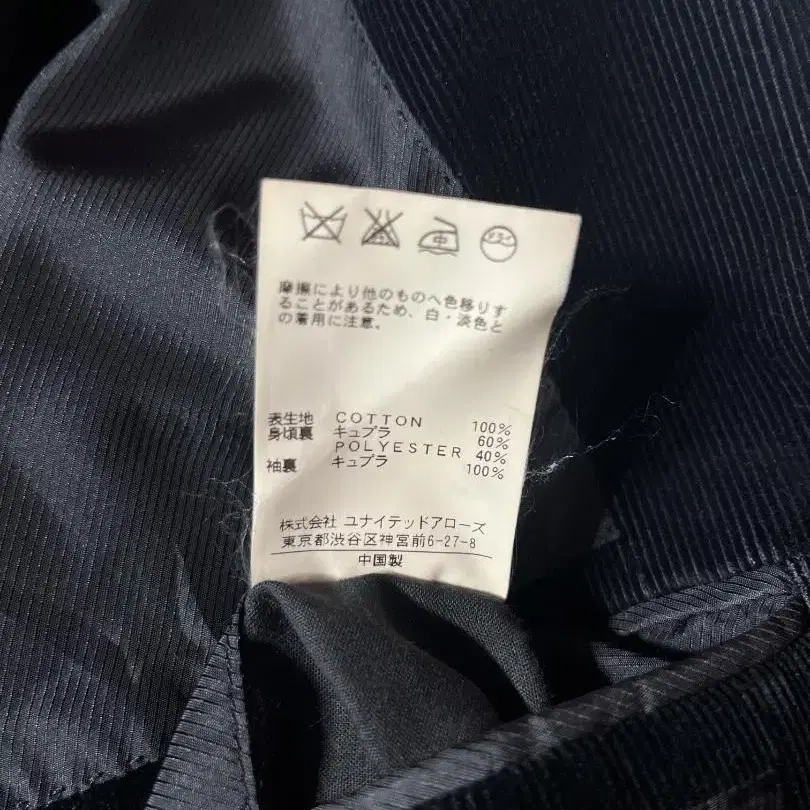 中 ドライ
摩擦により他のものへ色移りす
ることがあるため、白・淡色と
の着用に注意。
表生地 COTTON 100%
身頃裏 キュプラ 60%
POLYESTER 40%
袖裏 キュプラ 100%
株式会社 ユナイテッドアローズ
東京都渋谷区神宮前6-27-8
中国製